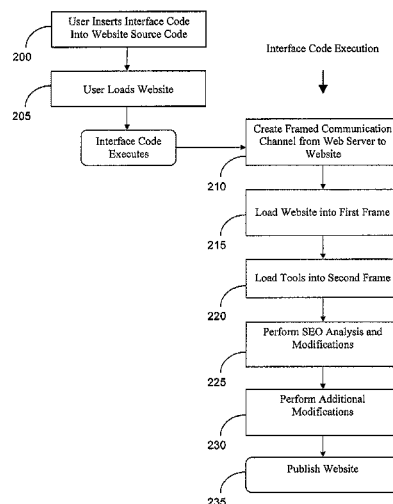 User Inserts Interface Code
Into Website Source Code
200
User Loads Website
205
Interface Code
Executes
Interface Code Execution
Create Framed Communication
Channel from Web Server to
Website
210
Load Website into First Frame
215
Load Tools into Second Frame
220
Perform SEO Analysis and
Modifications
225
Perform Additional
Modifications
230
Publish Website
235